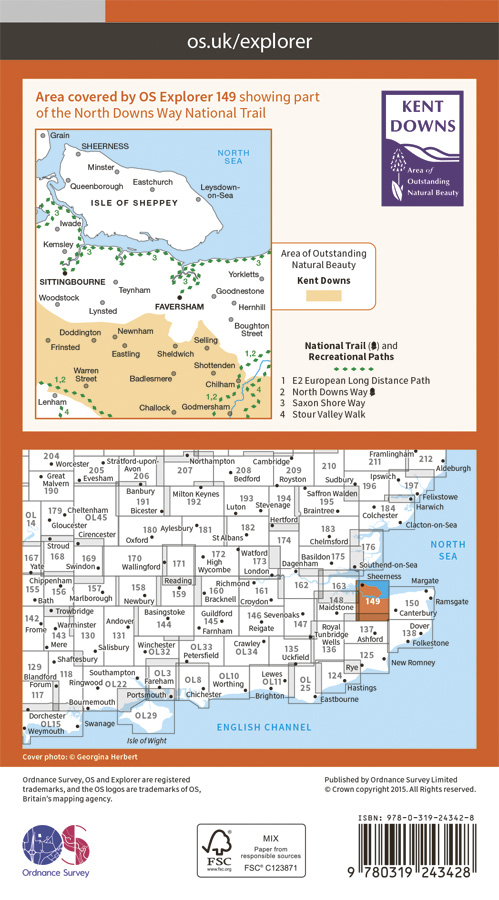 os.uk/explorer
Area covered by OS Explorer 149 showing part
of the North Downs Way National Trail
KENT
DOWNS
Area of
Outstanding
Natural Beauty
Grain
SHEERNESS
NORTH
SEA
Minster
Eastchurch
Queenborough
Leysdown-
on-Sea
ISLE OF SHEPPEY
3
Iwade
Kemsley
3
3
3
SITTINGBOURNE
Teynham
Yorkletts
Goodnestone
Woodstock
FAVERSHAM
Lynsted
Hernhill
Boughton
Street
Doddington
Newnham
Selling
Frinsted
Eastling
Sheldwich
1,2
Shottenden
Warren
Street
Badlesmere
Chilham
1,2
4
Lenham
4
Challock
Godmersham
1,2
4
Area of Outstanding
Natural Beauty
Kent Downs
National Trail ( ) and
Recreational Paths
1 E2 European Long Distance Path
2 North Downs Way
3 Saxon Shore Way
4 Stour Valley Walk
204
Worcester
205
Stratford-upon-
Avon
206
207
Northampton
208
Cambridge
209
210
Framlingham
211
212
Aldeburgh
Great
Malvern
190
Evesham
Banbury
191
Milton Keynes
192
Bedford
193
Royston
194
Saffron Walden
195
Sudbury
196
Ipswich
197
Felixstowe
Harwich
OL
14
179
Cheltenham
OL45
Gloucester
Cirencester
Bicester
180
Oxford
Aylesbury
181
Luton
182
St Albans
Stevenage
Hertford
174
Braintree
183
Chelmsford
184
Colchester
Clacton-on-Sea
176
NORTH
SEA
167
Yate
Stroud
168
169
Swindon
170
Wallingford
171
172
High
Wycombe
Watford
173
London
Dagenham
Basildon
175
Southend-on-Sea
Sheerness
Chippenham
155
156
Bath
157
Marlborough
158
Newbury
Reading
159
160
Bracknell
Richmond
161
Croydon
162
163
148
Maidstone
149
150
Canterbury
Margate
Ramsgate
142
Frome
Trowbridge
143
Warminster
130
Mere
Andover
131
Salisbury
Basingstoke
144
Guildford
145
Farnham
146
Reigate
Sevenoaks
147
Royal
Tunbridge
Wells
136
137
Ashford
Dover
138
Folkestone
129
Blandford
Forum
117
118
Shaftesbury
Ringwood
OL22
Southampton
Winchester
OL32
OL33
Petersfield
Crawley
OL34
135
Uckfield
125
Rye
New Romney
OL3
Fareham
Portsmouth
OL8
Chichester
OL10
Worthing
Lewes
OL11
Brighton
OL
25
124
Hastings
Eastbourne
Dorchester
OL15
Weymouth
Bournemouth
Swanage
OL29
Isle of Wight
ENGLISH CHANNEL
Cover photo: © Georgina Herbert
Ordnance Survey, OS and Explorer are registered
trademarks, and the OS logos are trademarks of OS,
Britain's mapping agency.
Published by Ordnance Survey Limited
© Crown copyright 2015. All rights reserved.
OS
Ordnance Survey
FSC
www.fsc.org
MIX
Paper from
responsible sources
FSC® C123871
ISBN: 978-0-319-24342-8
9 780319 243428